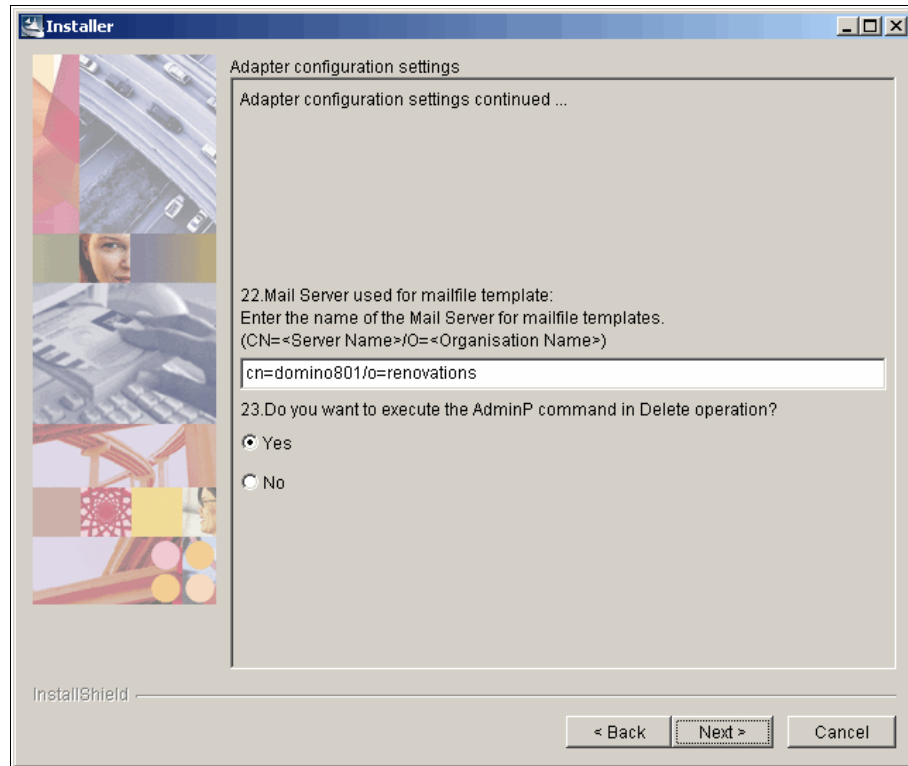 Installer
Adapter configuration settings
Adapter configuration settings continued ...
22.Mail Server used for mailfile template:
Enter the name of the Mail Server for mailfile templates.
(CN=<Server Name>/O=<Organisation Name>)
cn=domino801/o=renovations
23.Do you want to execute the AdminP command in Delete operation?
Yes
No
InstallShield
< Back Next > Cancel